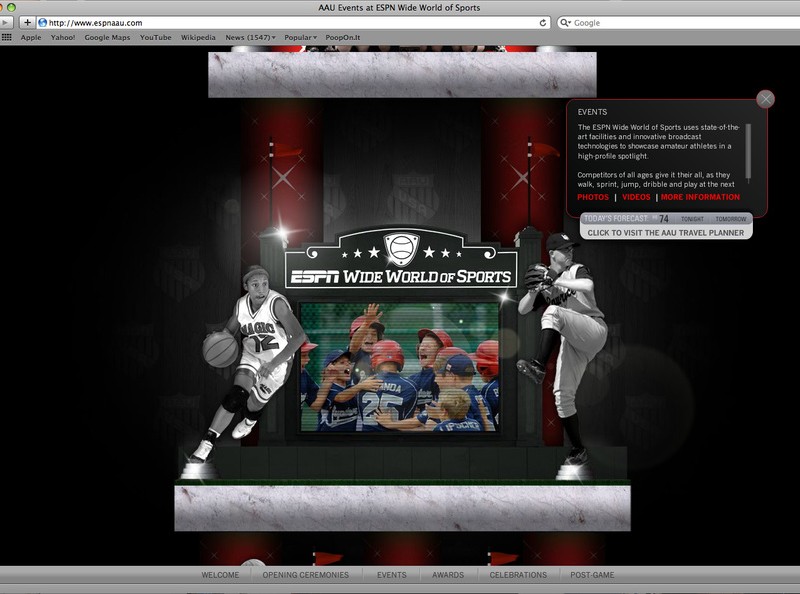 AAU Events at ESPN Wide World of Sports
http://www.espnaau.com
Google
Apple Yahoo! Google Maps YouTube Wikipedia News (1547) Popular PoopOn.It
EVENTS
The ESPN Wide World of Sports uses state-of-the-
art facilities and innovative broadcast
technologies to showcase amateur athletes in a
high-profile spotlight.
Competitors of all ages give it their all, as they
walk, sprint, jump, dribble and play at the next
PHOTOS | VIDEOS | MORE INFORMATION
TODAY'S FORECAST: 74 TONIGHT TOMORROW
CLICK TO VISIT THE AAU TRAVEL PLANNER
ESPN WIDE WORLD OF SPORTS
MAGIC
12
25
WELCOME OPENING CEREMONIES EVENTS AWARDS CELEBRATIONS POST-GAME